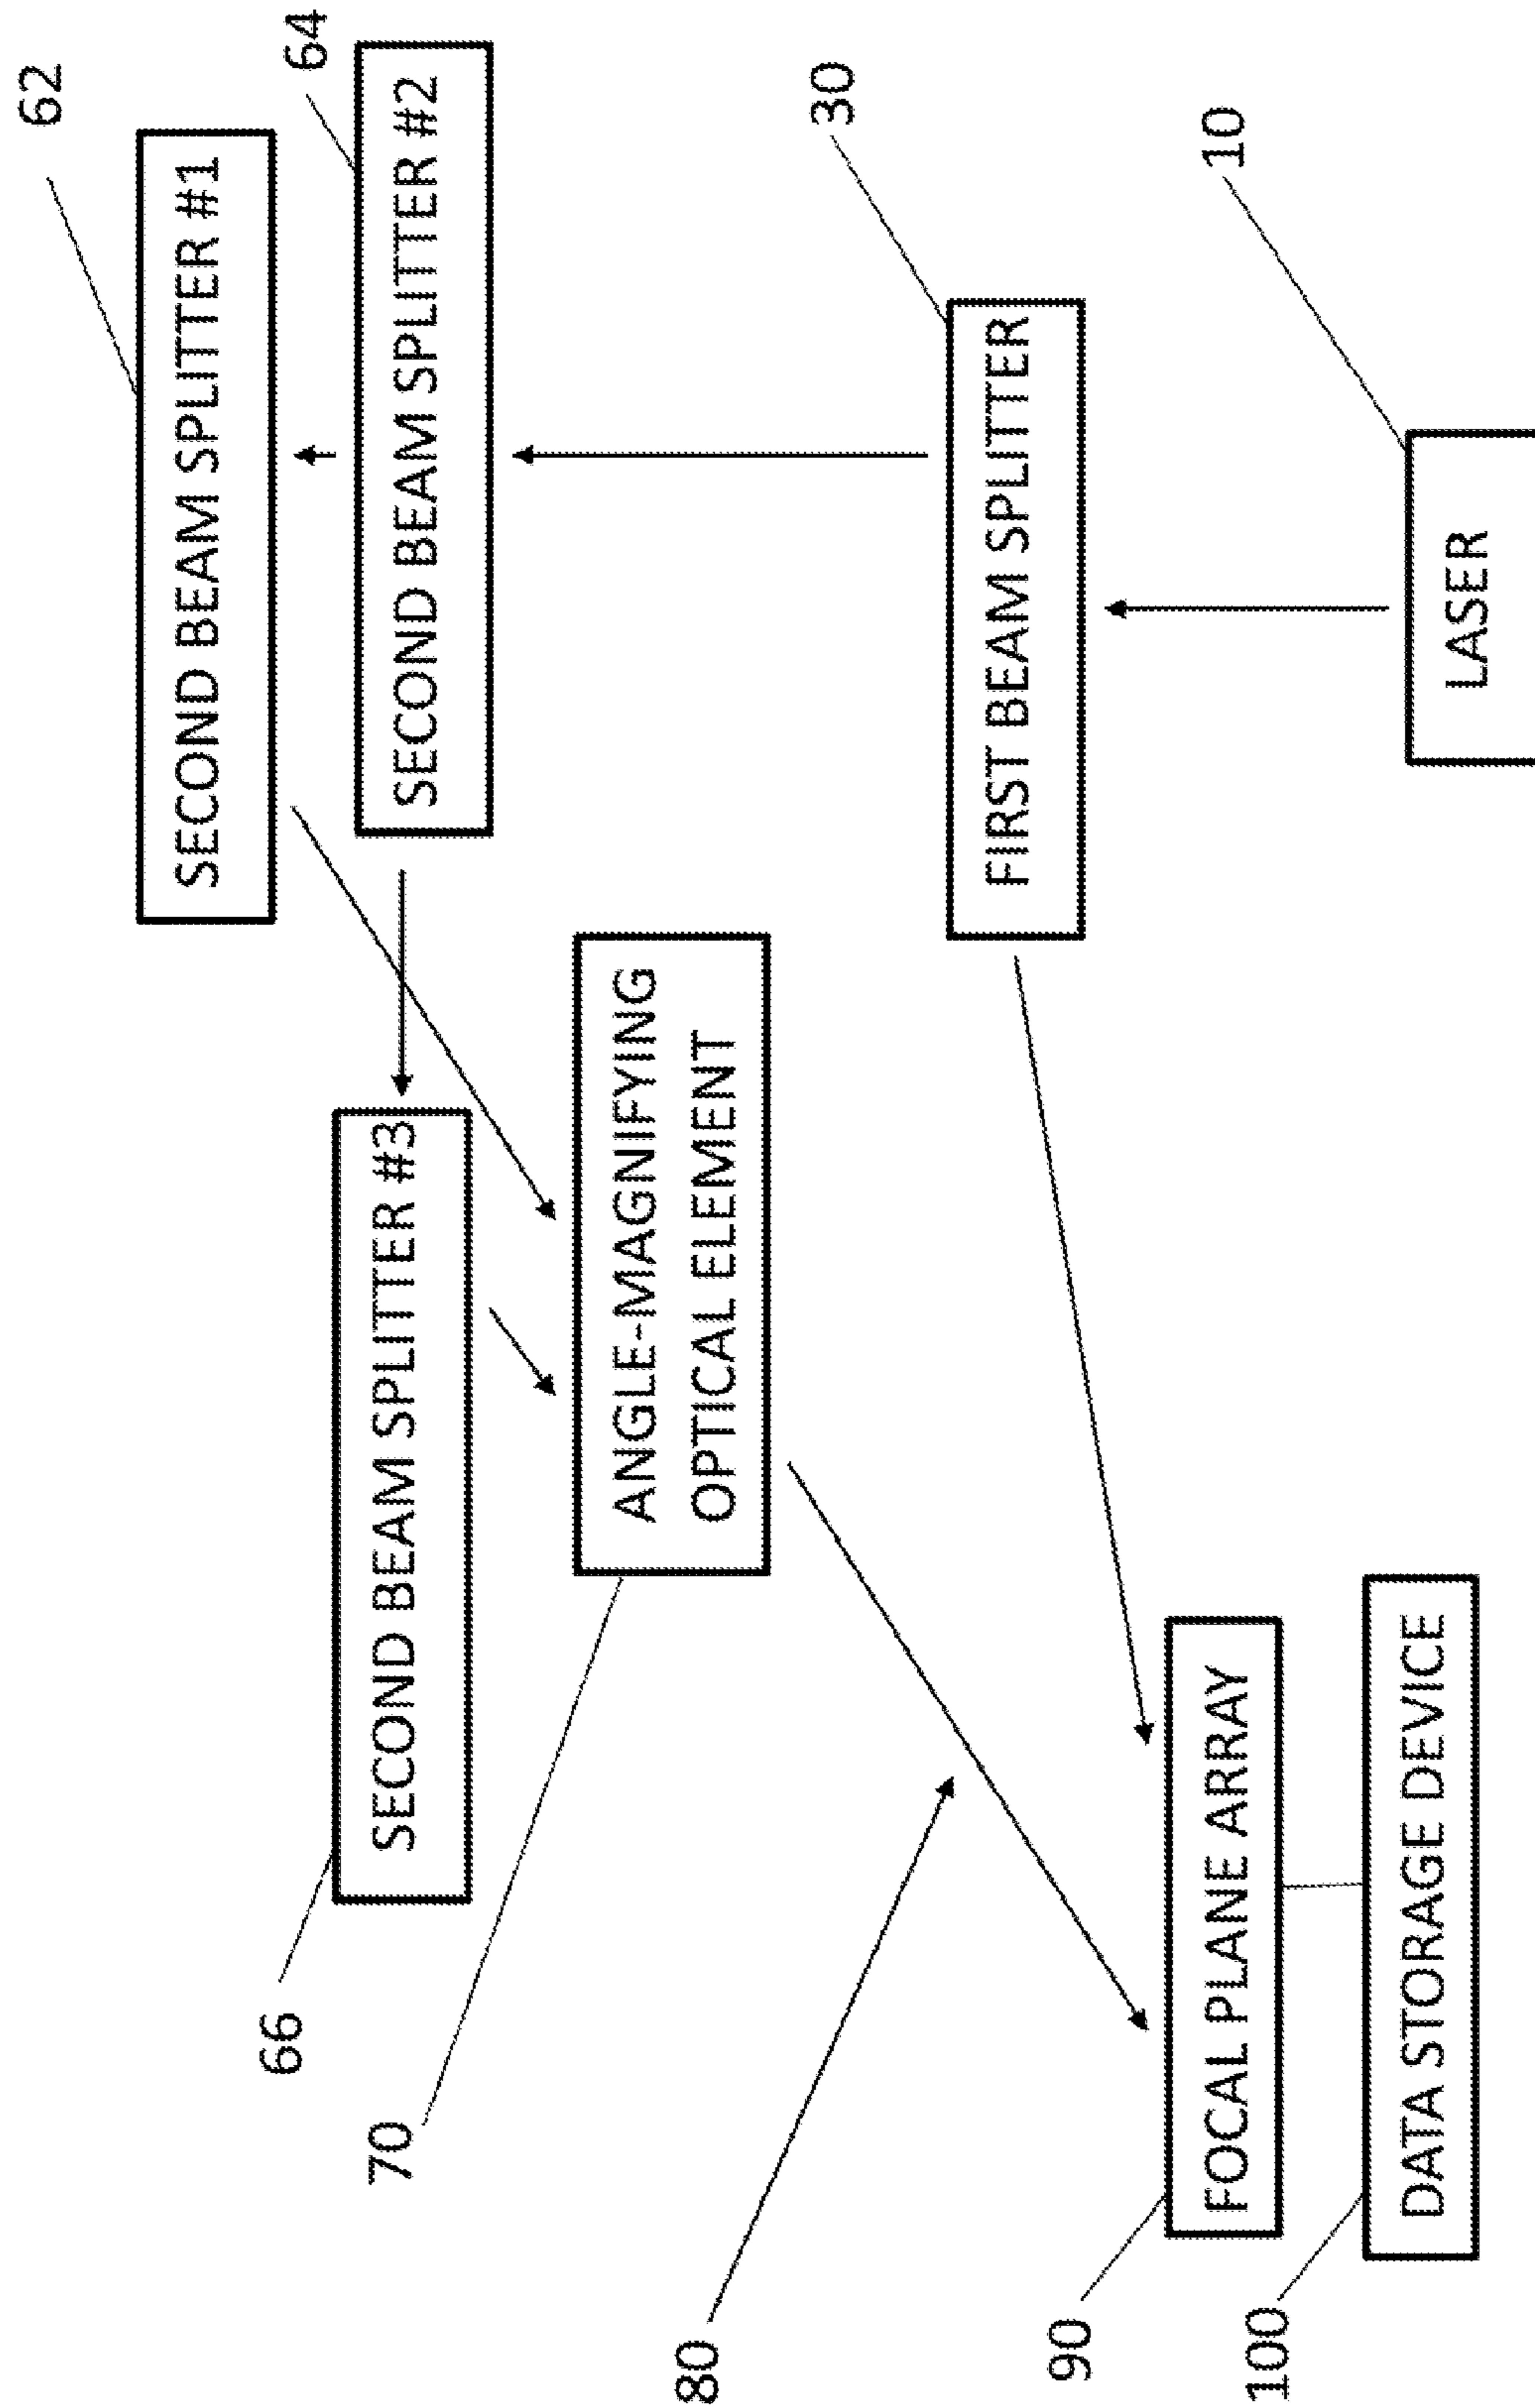 62
SECOND BEAM SPLITTER #1
64
SECOND BEAM SPLITTER #2
66
SECOND BEAM SPLITTER #3
70
ANGLE-MAGNIFYING
OPTICAL ELEMENT
80
30
FIRST BEAM SPLITTER
90
FOCAL PLANE ARRAY
10
LASER
100
DATA STORAGE DEVICE